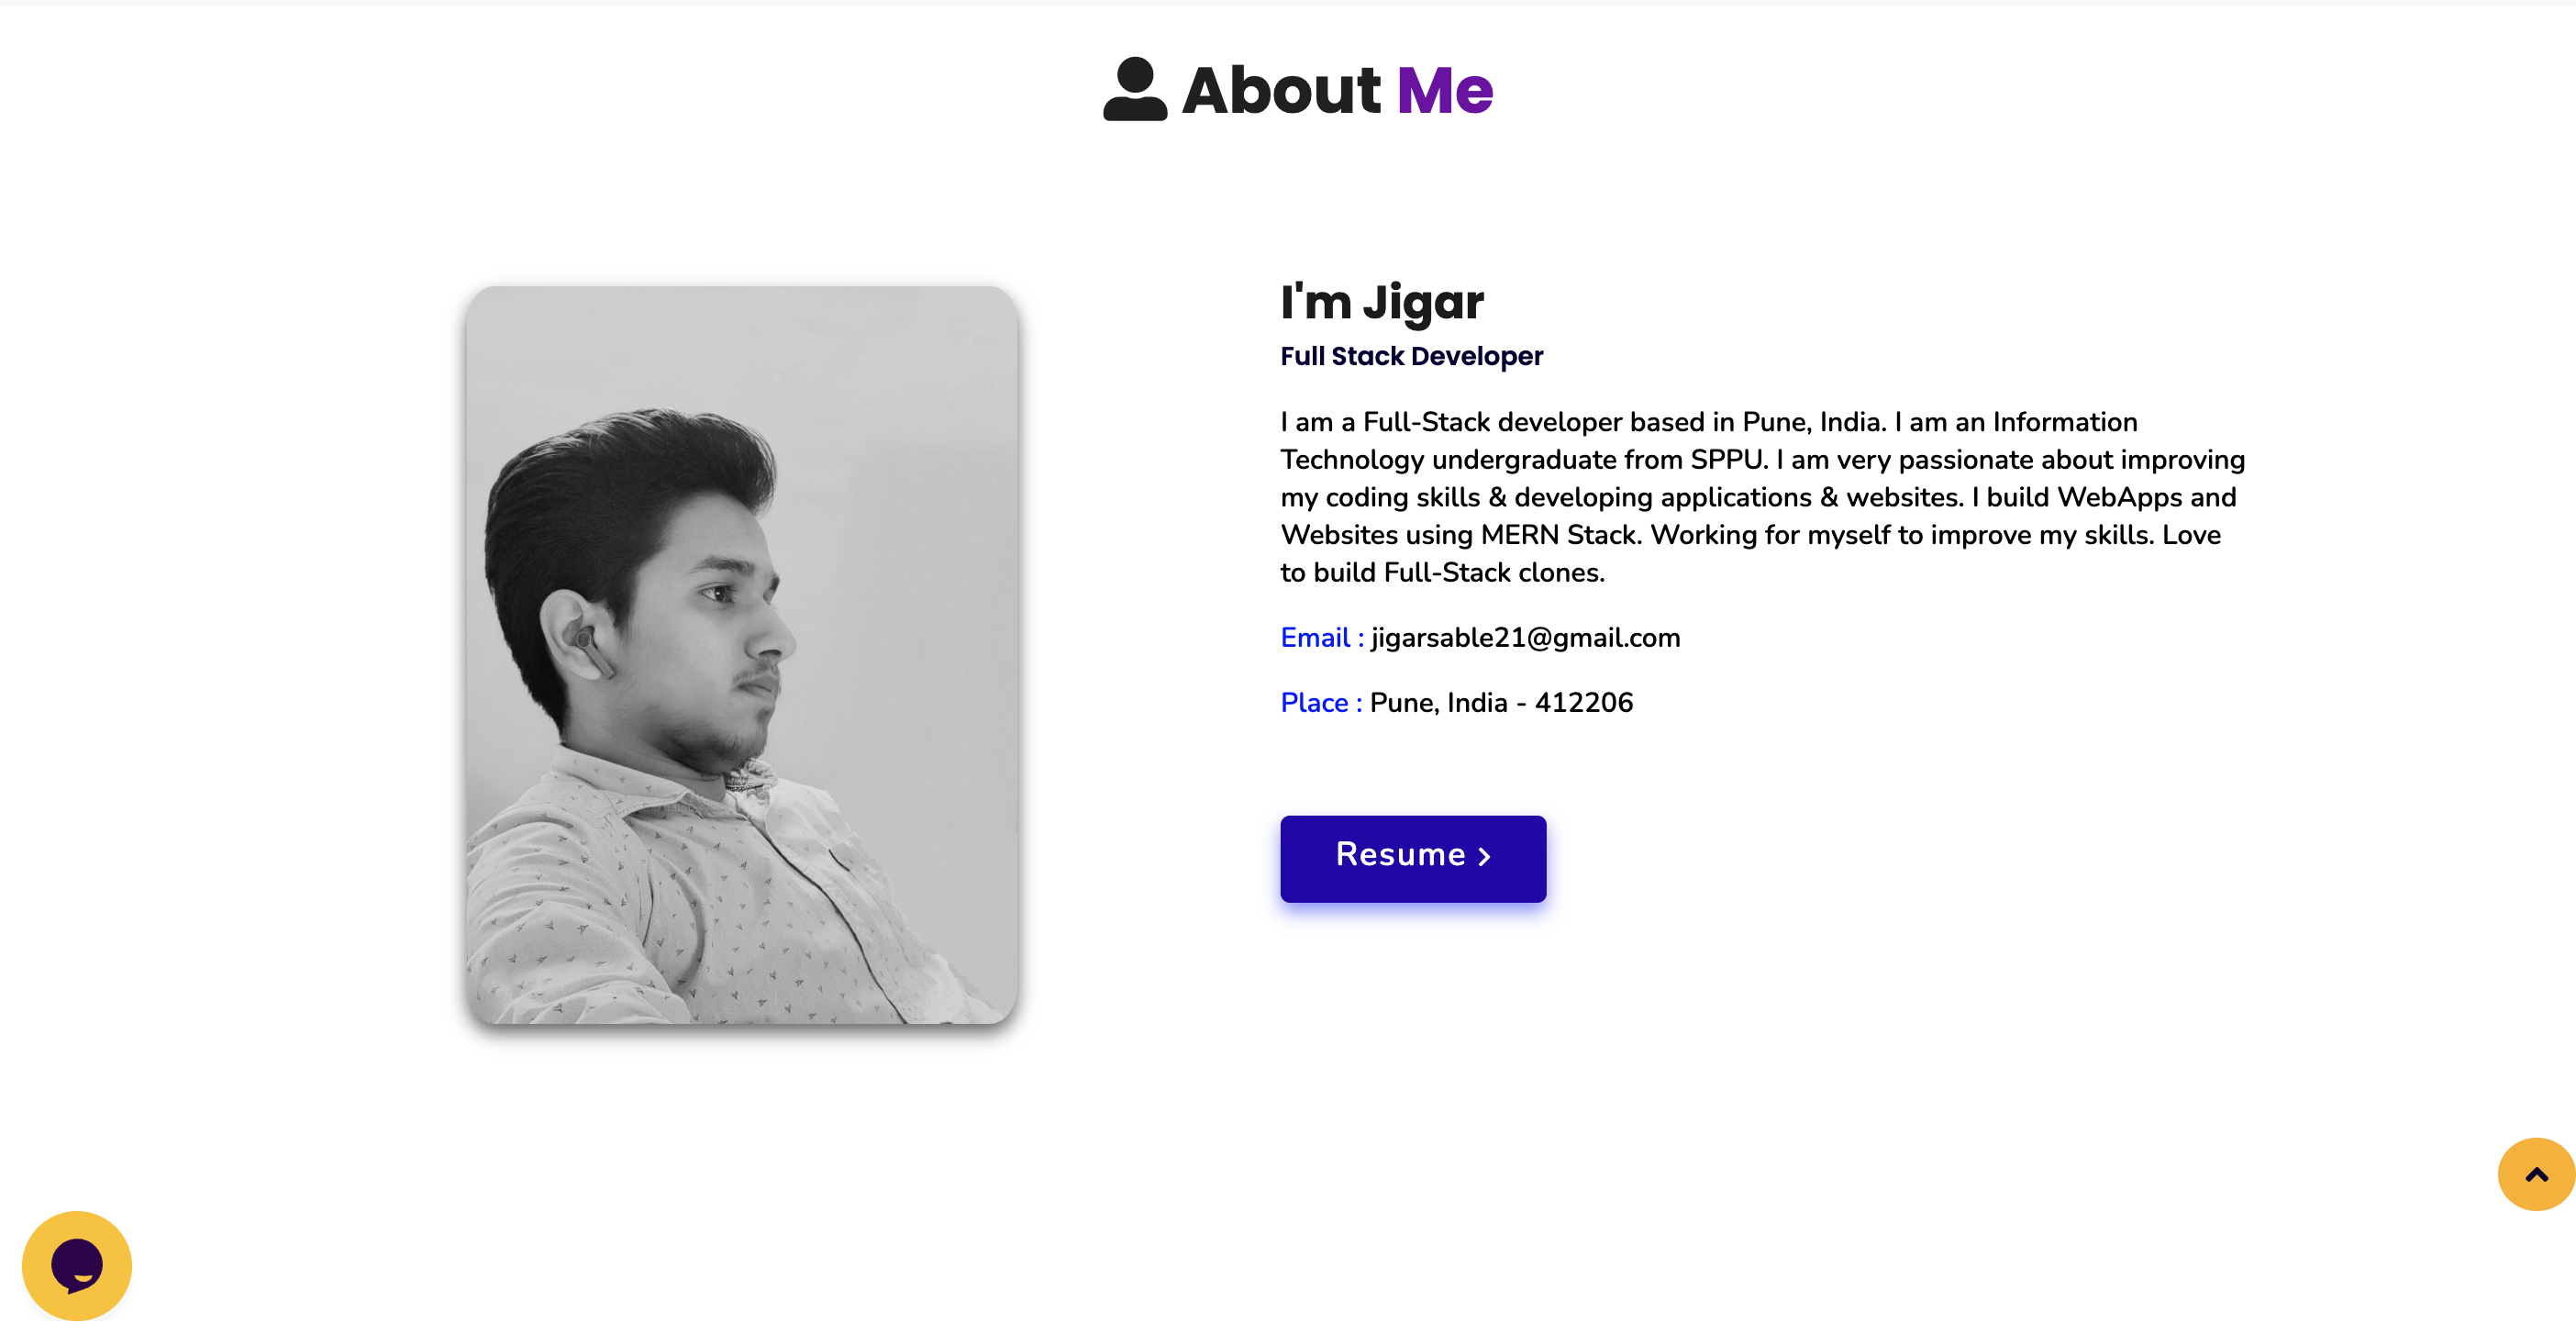 About Me
I'm Jigar
Full Stack Developer
I am a Full-Stack developer based in Pune, India. I am an Information
Technology undergraduate from SPPU. I am very passionate about improving
my coding skills & developing applications & websites. I build WebApps and
Websites using MERN Stack. Working for myself to improve my skills. Love
to build Full-Stack clones.
Email : jigarsable21@gmail.com
Place : Pune, India - 412206
Resume